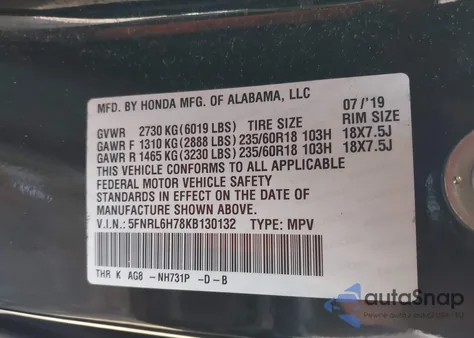 MFD. BY HONDA MFG. OF ALABAMA, LLC 07 /'19
GVWR 2730 KG(6019 LBS) TIRE SIZE RIM SIZE
GAWR F 1310 KG(2888 LBS) 235/60R18 103H 18X7.5J
GAWR R 1465 KG(3230 LBS) 235/60R18 103H 18X7.5J
THIS VEHICLE CONFORMS TO ALL APPLICABLE
FEDERAL MOTOR VEHICLE SAFETY
STANDARDS IN EFFECT ON THE DATE OF
MANUFACTURE SHOWN ABOVE.
V.I.N.: 5FNRL6H78KB130132 TYPE: MPV
THR K AG8 -NH731P -D-B
autoSnap